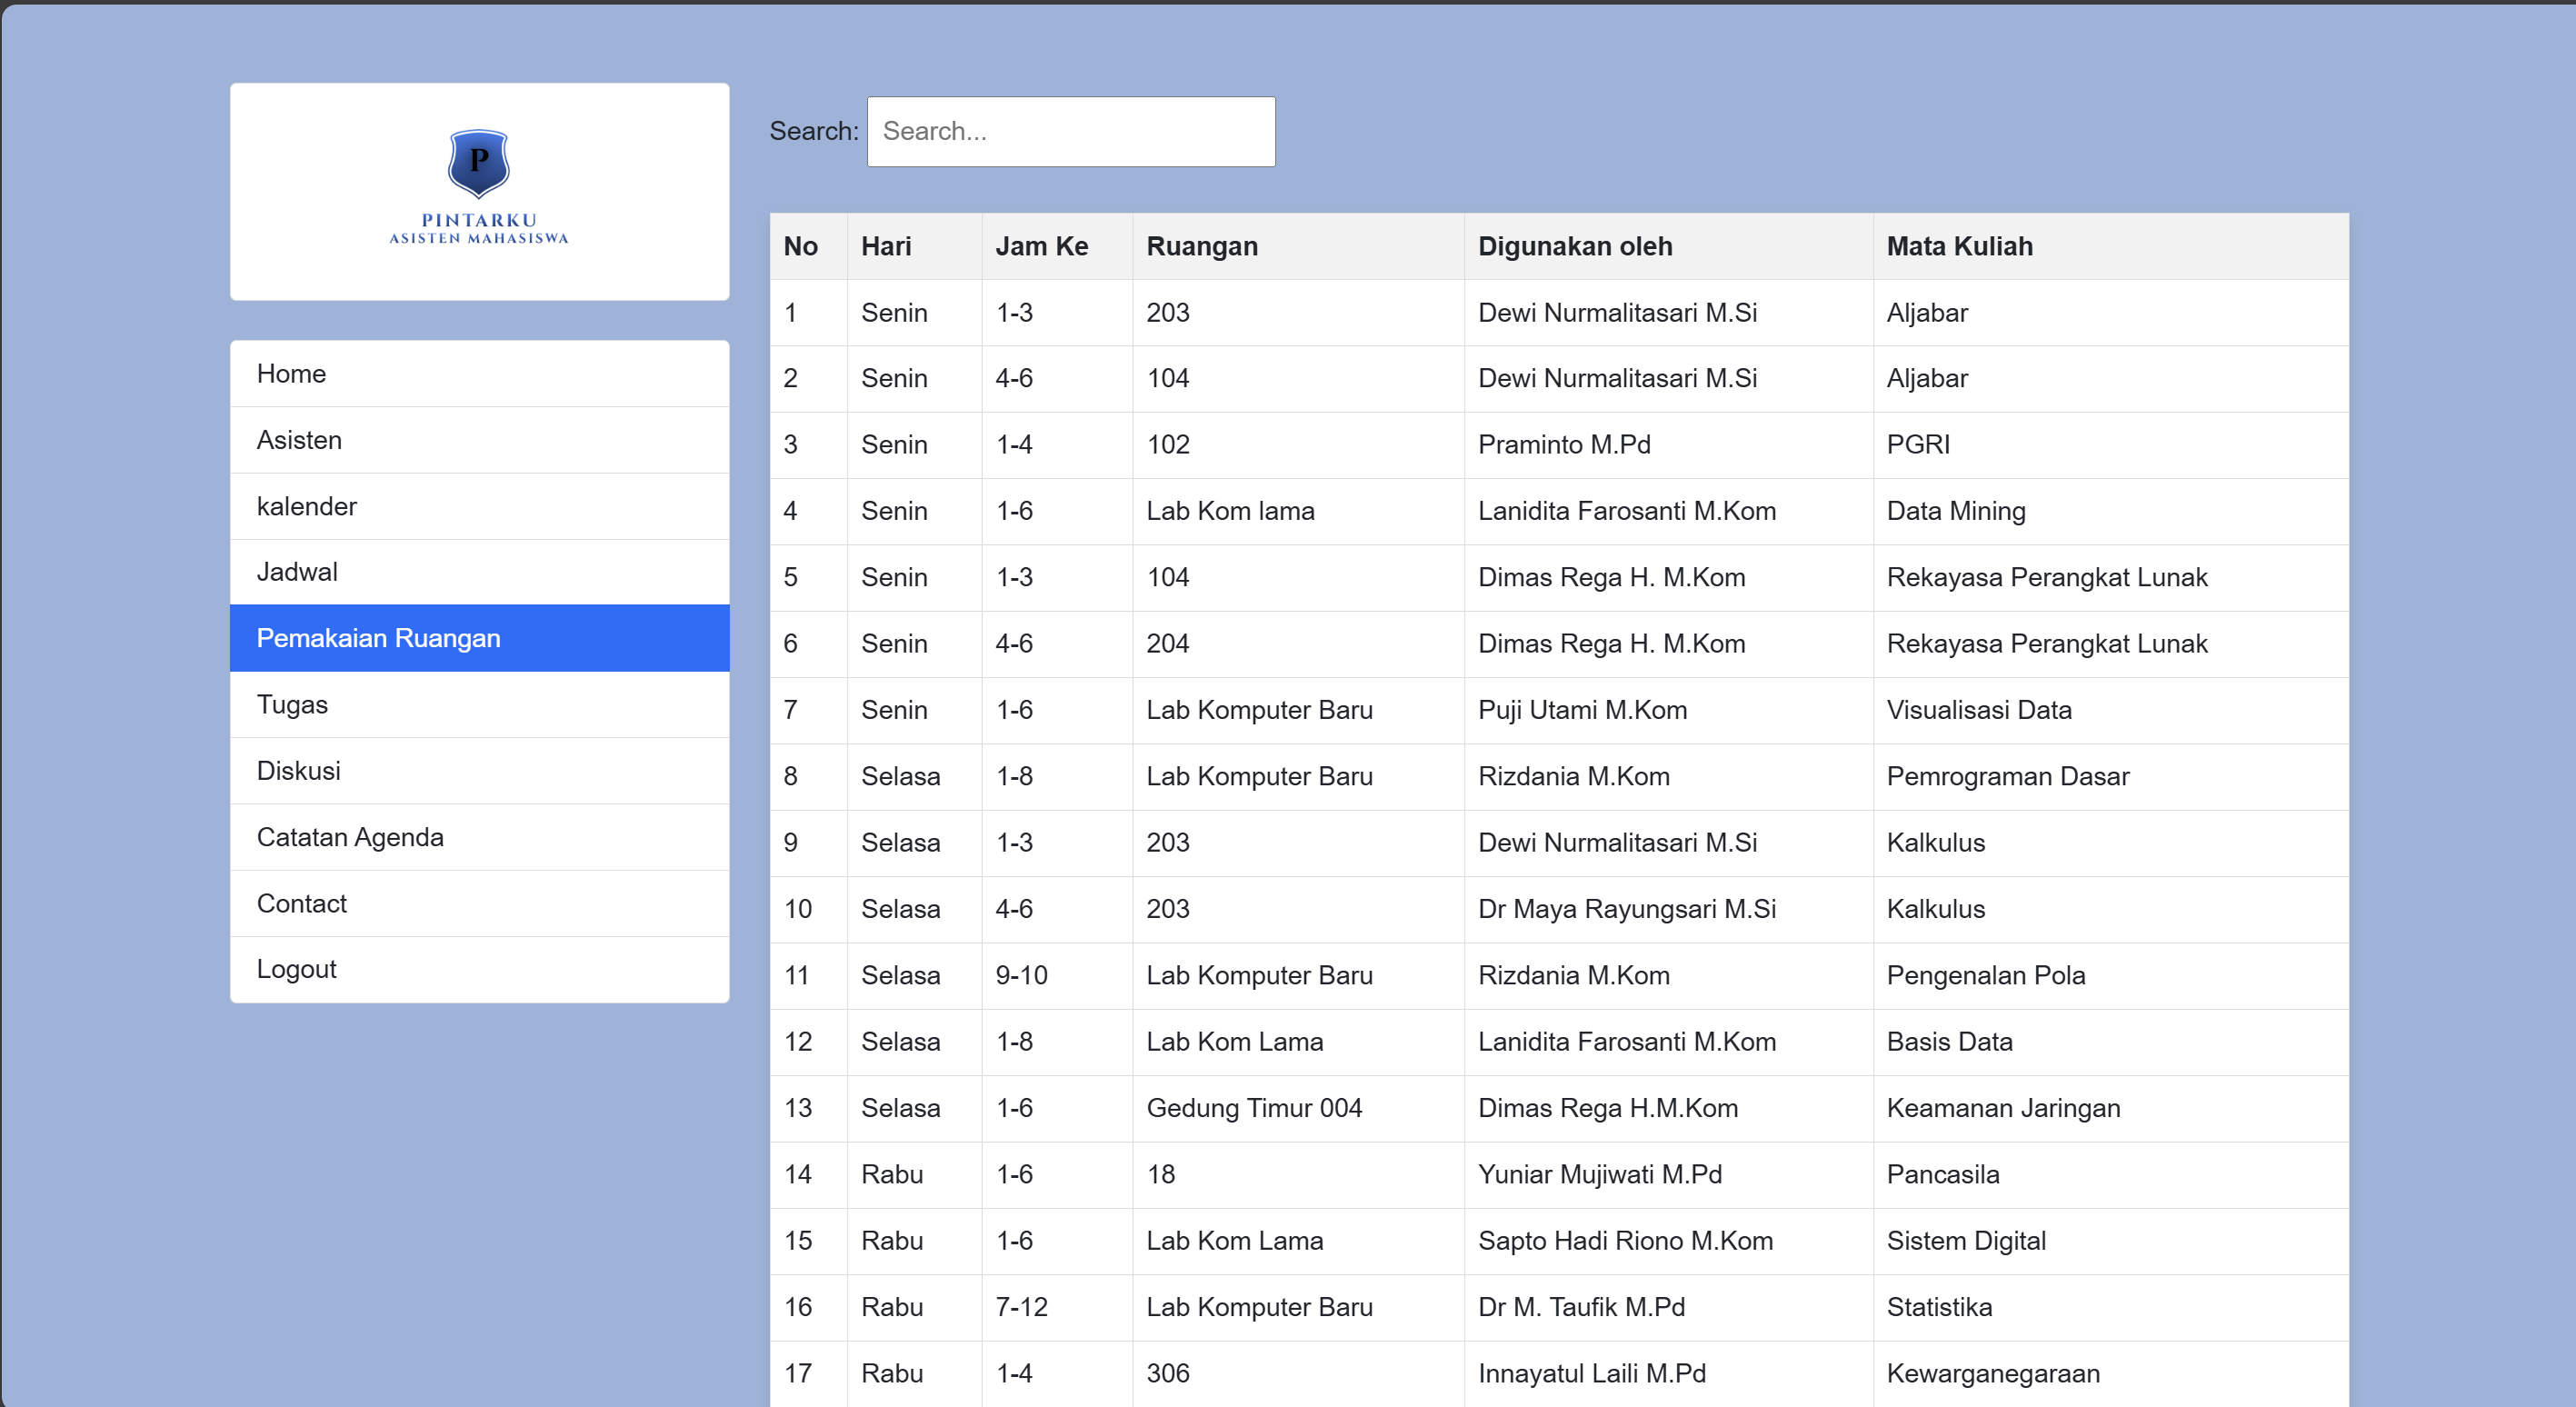 P
PINTARKU
ASISTEN MAHASISWA
Home
Asisten
kalender
Jadwal
Pemakaian Ruangan
Tugas
Diskusi
Catatan Agenda
Contact
Logout
Search: Search...
No Hari Jam Ke Ruangan Digunakan oleh Mata Kuliah
1 Senin 1-3 203 Dewi Nurmalitasari M.Si Aljabar
2 Senin 4-6 104 Dewi Nurmalitasari M.Si Aljabar
3 Senin 1-4 102 Praminto M.Pd PGRI
4 Senin 1-6 Lab Kom lama Lanidita Farosanti M.Kom Data Mining
5 Senin 1-3 104 Dimas Rega H. M.Kom Rekayasa Perangkat Lunak
6 Senin 4-6 204 Dimas Rega H. M.Kom Rekayasa Perangkat Lunak
7 Senin 1-6 Lab Komputer Baru Puji Utami M.Kom Visualisasi Data
8 Selasa 1-8 Lab Komputer Baru Rizdania M.Kom Pemrograman Dasar
9 Selasa 1-3 203 Dewi Nurmalitasari M.Si Kalkulus
10 Selasa 4-6 203 Dr Maya Rayungsari M.Si Kalkulus
11 Selasa 9-10 Lab Komputer Baru Rizdania M.Kom Pengenalan Pola
12 Selasa 1-8 Lab Kom Lama Lanidita Farosanti M.Kom Basis Data
13 Selasa 1-6 Gedung Timur 004 Dimas Rega H.M.Kom Keamanan Jaringan
14 Rabu 1-6 18 Yuniar Mujiwati M.Pd Pancasila
15 Rabu 1-6 Lab Kom Lama Sapto Hadi Riono M.Kom Sistem Digital
16 Rabu 7-12 Lab Komputer Baru Dr M. Taufik M.Pd Statistika
17 Rabu 1-4 306 Innayatul Laili M.Pd Kewarganegaraan